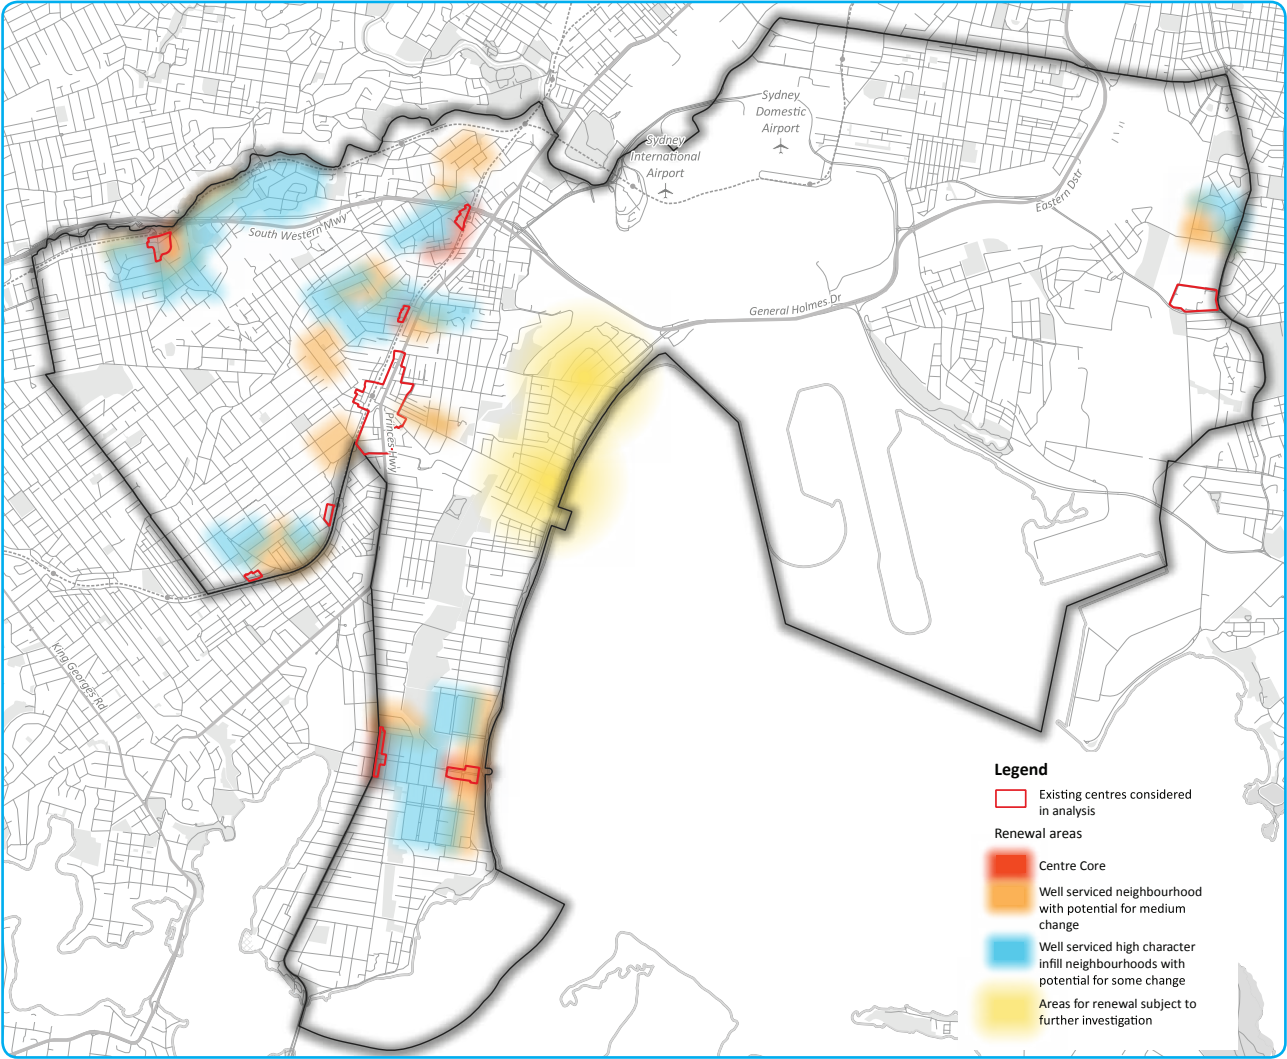 Sydney
Domestic
Airport
Sydney
International
Airport
Eastern Dstr
South Western Mwy
General Holmes Dr
Princes Hwy
King Georges Rd
Legend
Existing centres considered
in analysis
Renewal areas
Centre Core
Well serviced neighbourhood
with potential for medium
change
Well serviced high character
infill neighbourhoods with
potential for some change
Areas for renewal subject to
further investigation